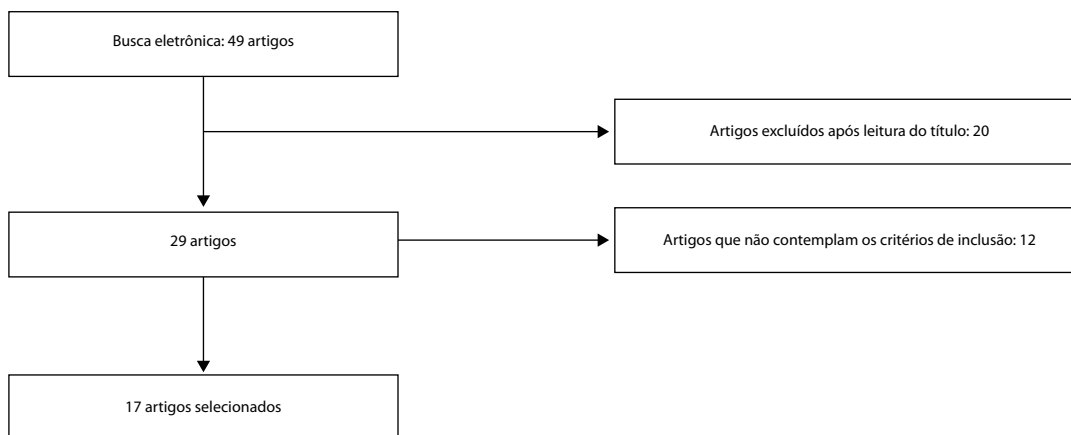 Busca eletrônica: 49 artigos
Artigos excluídos após leitura do título: 20
29 artigos
Artigos que não contemplam os critérios de inclusão: 12
17 artigos selecionados